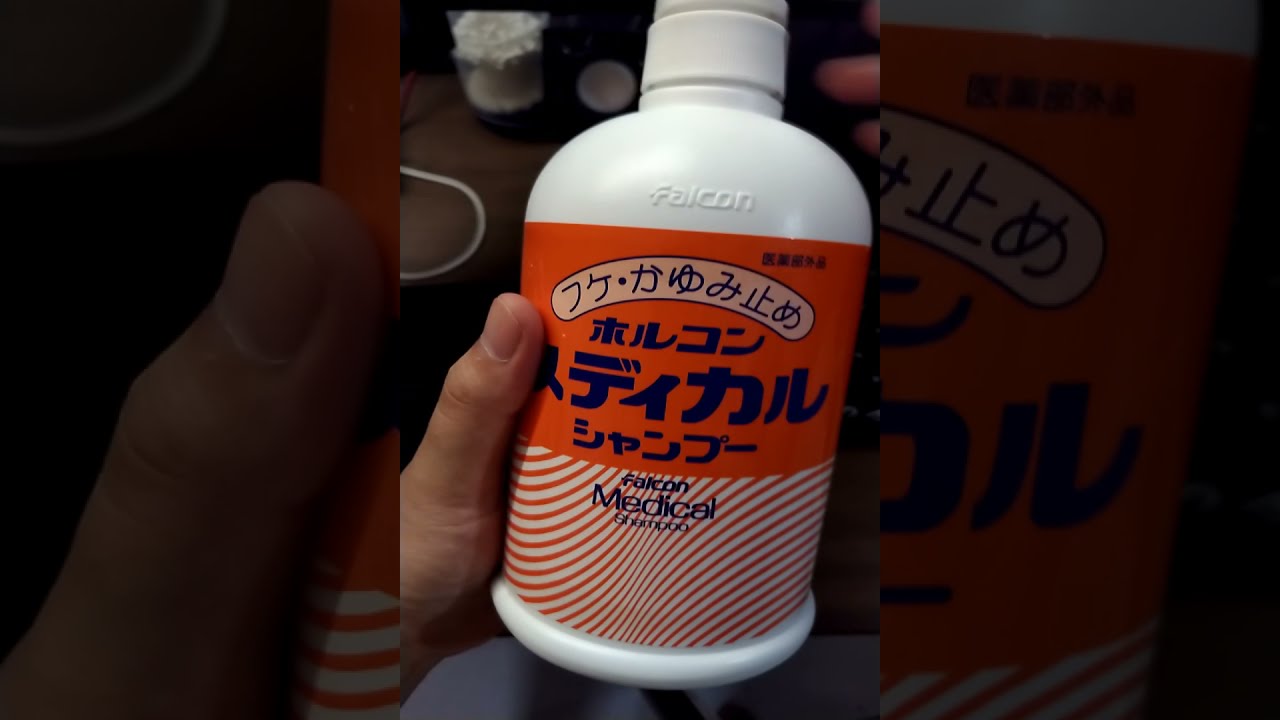 Falcon
医薬部外品
フケ・かゆみ止め
ホルコン
メディカル
シャンプー
Falcon
Medical
Shampoo